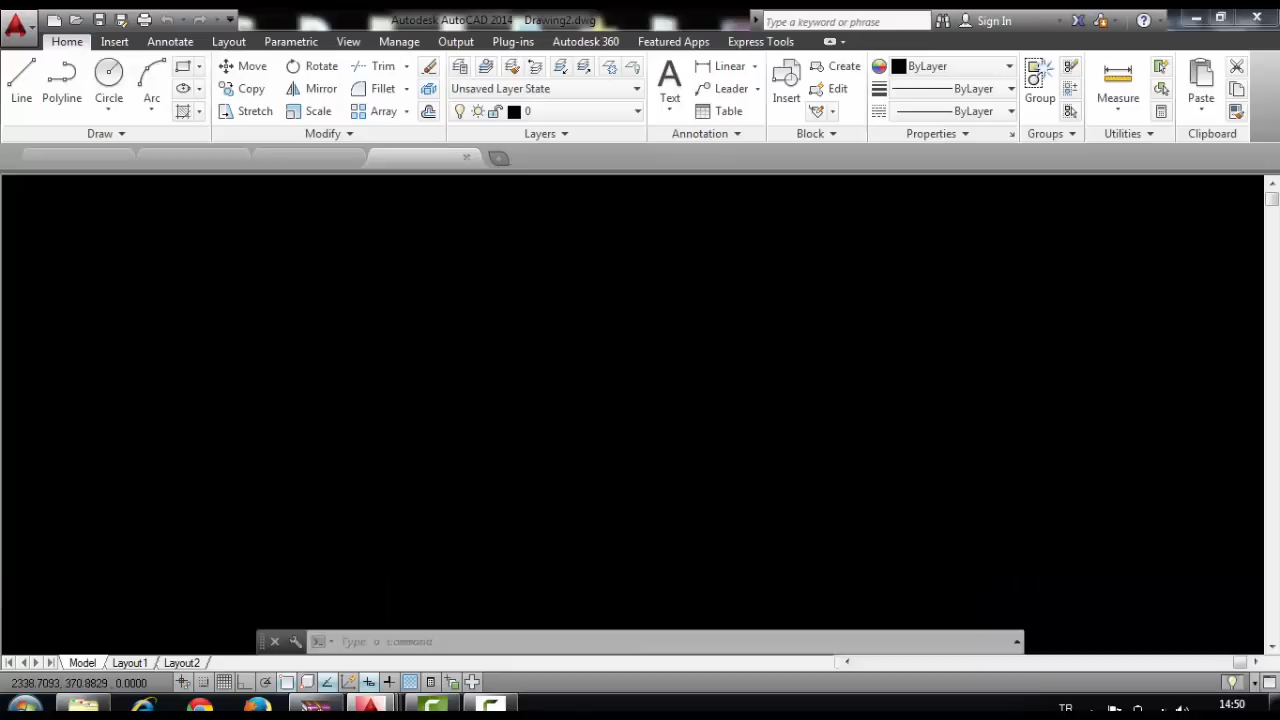 Autodesk AutoCAD 2014 Drawing2.dwg
Type a keyword or phrase
Sign In
Home Insert Annotate Layout Parametric View Manage Output Plug-ins Autodesk 360 Featured Apps Express Tools
Line Polyline Circle Arc
Draw
Move Rotate Trim
Copy Mirror Fillet
Stretch Scale Array
Modify
Unsaved Layer State
0
Layers
Text
Linear
Leader
Table
Annotation
Insert
Create
Edit
Block
ByLayer
ByLayer
ByLayer
Properties
Group
Groups
Measure
Utilities
Paste
Clipboard
Type a command
Model Layout1 Layout2
2338.7093, 370.8829, 0.0000
TR
14:50